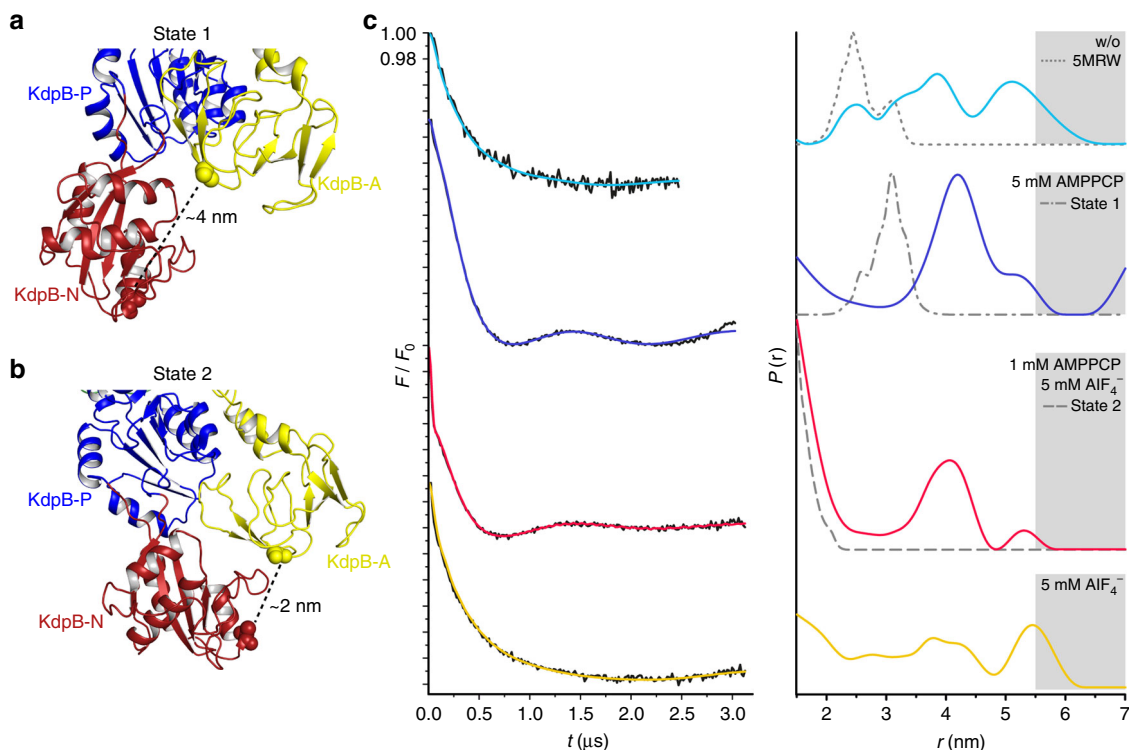 a
State 1
KdpB-P
KdpB-A
KdpB-N
~4 nm
b
State 2
KdpB-P
KdpB-A
KdpB-N
~2 nm
c
1.00
0.98
F / F0
0.0 0.5 1.0 1.5 2.0 2.5 3.0
t (μs)
w/o
5MRW
5 mM AMPPCP
State 1
1 mM AMPPCP
5 mM AlF4−
State 2
5 mM AlF4−
P (r)
2 3 4 5 6 7
r (nm)